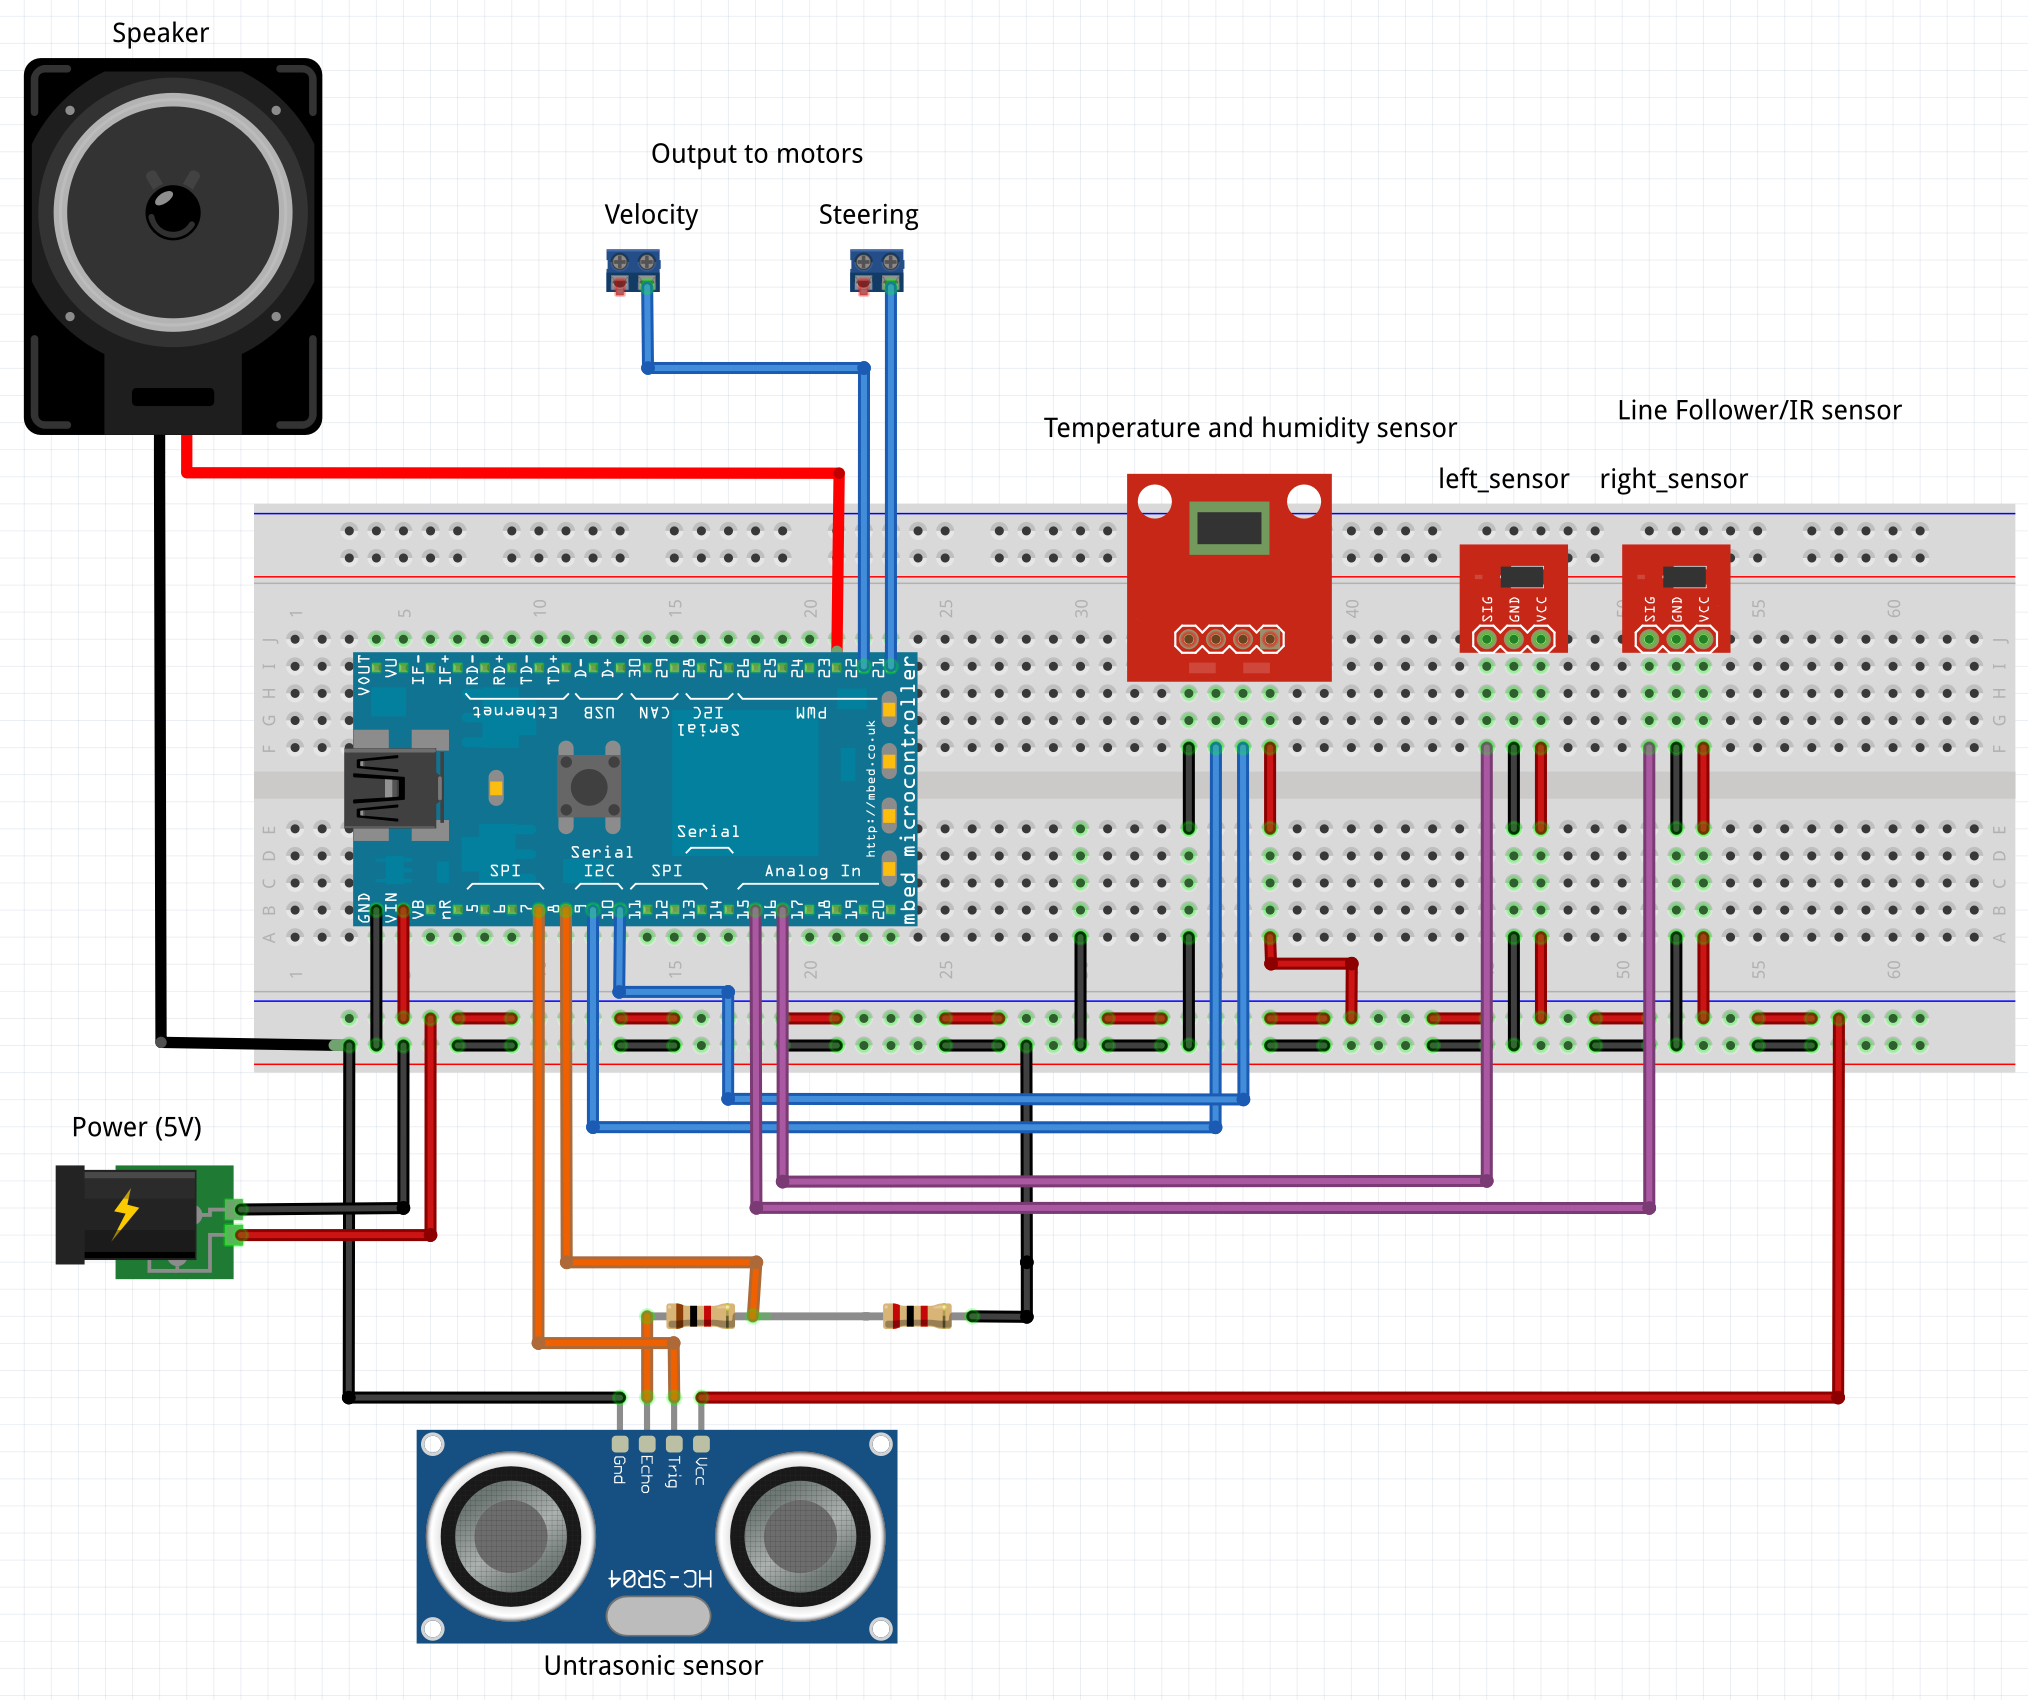 Speaker
Output to motors
Velocity
Steering
Temperature and humidity sensor
Line Follower/IR sensor
left_sensor
right_sensor
SIG GND VCC
SIG GND VCC
1 5 10 15 20 25 30 40 50 55 60
J J
I I
H H
G G
F F
E E
D D
C C
B B
A A
VOUT VU IF- IF+ RD- RD+ TD- TD+ D- D+ 30 29 28 27 26 25 24 23 22 21
Ethernet USB CAN I2C PWM
Serial
http://mbed.co.uk
mbed microcontroller
Serial
Serial
SPI I2C SPI Analog In
GND VIN VB nR 5 6 7 8 9 10 11 12 13 14 15 16 17 18 19 20
1 15 20 25 50 55 60
Power (5V)
Gnd Echo Trig Vcc
HC-SR04
Untrasonic sensor